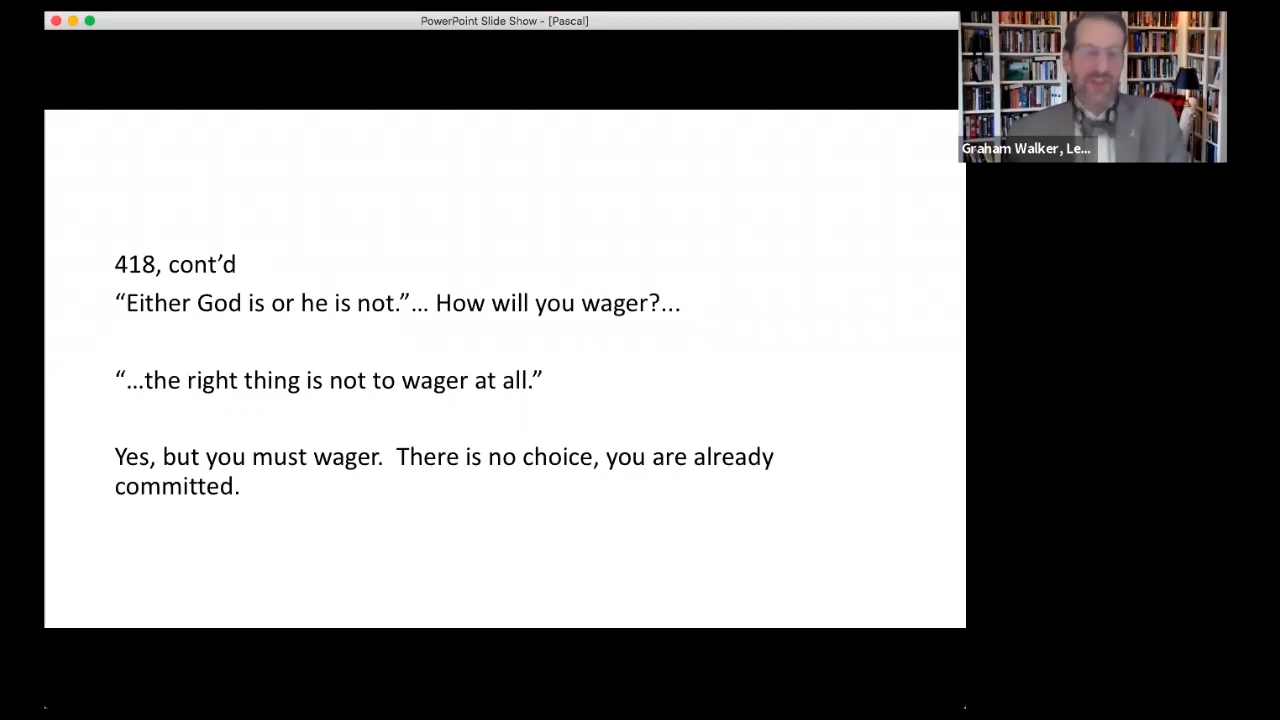 PowerPoint Slide Show - [Pascal]
Graham Walker, Le...
418, cont’d
“Either God is or he is not.”… How will you wager?...
“…the right thing is not to wager at all.”
Yes, but you must wager.  There is no choice, you are already
committed.